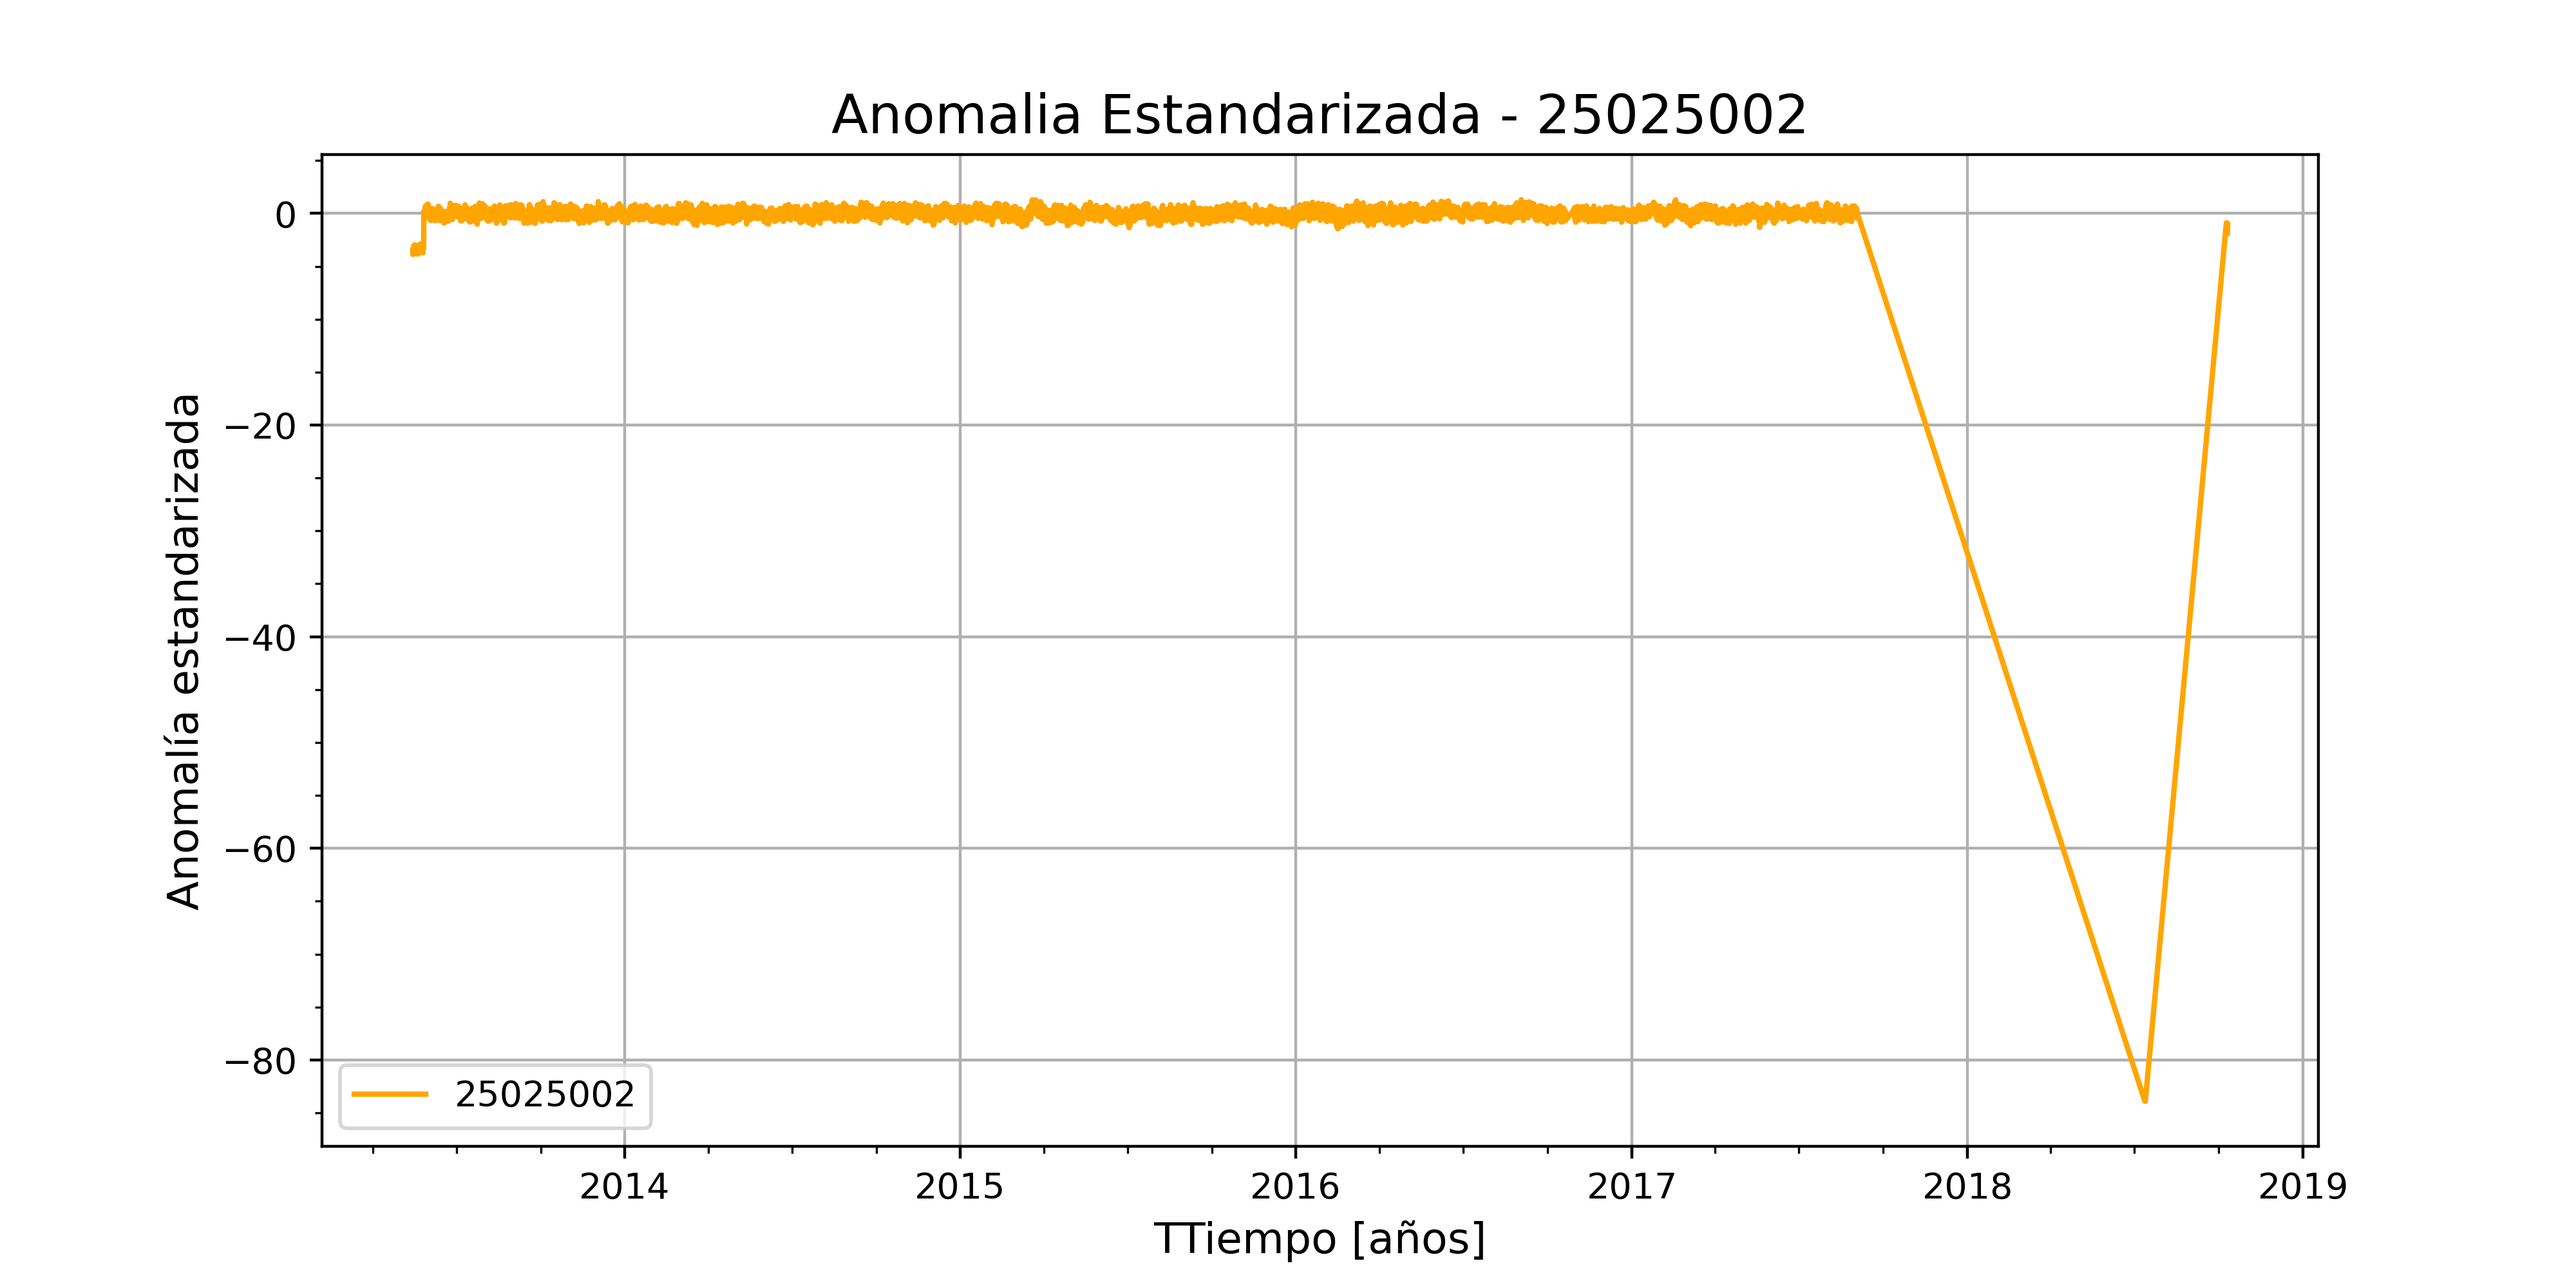 Anomalia Estandarizada - 25025002
Anomalía estandarizada
0
−20
−40
−60
−80
25025002
2014 2015 2016 2017 2018 2019
TTiempo [años]